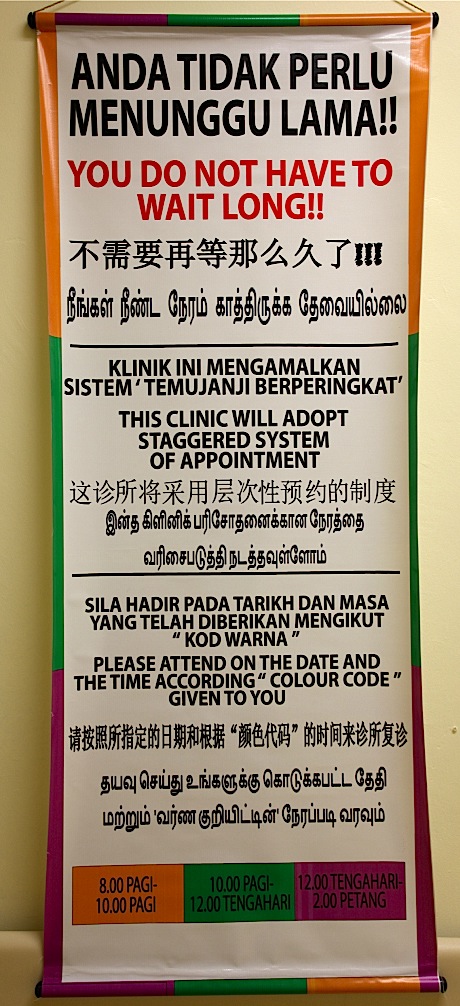 ANDA TIDAK PERLU
MENUNGGU LAMA!!
YOU DO NOT HAVE TO
WAIT LONG!!
不需要再等那么久了!!!
நீங்கள் நீண்ட நேரம் காத்திருக்க தேவையில்லை
KLINIK INI MENGAMALKAN
SISTEM ‘ TEMUJANJI BERPERINGKAT’
THIS CLINIC WILL ADOPT
STAGGERED SYSTEM
OF APPOINTMENT
这诊所将采用层次性预约的制度
இந்த கிளினிக் பரிசோதனைக்கான நேரத்தை
வரிசைபடுத்தி நடத்தவுள்ளோம்
SILA HADIR PADA TARIKH DAN MASA
YANG TELAH DIBERIKAN MENGIKUT
“ KOD WARNA ”
PLEASE ATTEND ON THE DATE AND
THE TIME ACCORDING “ COLOUR CODE ”
GIVEN TO YOU
请按照所指定的日期和根据“颜色代码”的时间来诊所复诊
தயவு செய்து உங்களுக்கு கொடுக்கபட்ட தேதி
மற்றும் 'வர்ண குறியிட்டின்' நேரப்படி வரவும்
8.00 PAGI-
10.00 PAGI
10.00 PAGI-
12.00 TENGAHARI
12.00 TENGAHARI-
2.00 PETANG